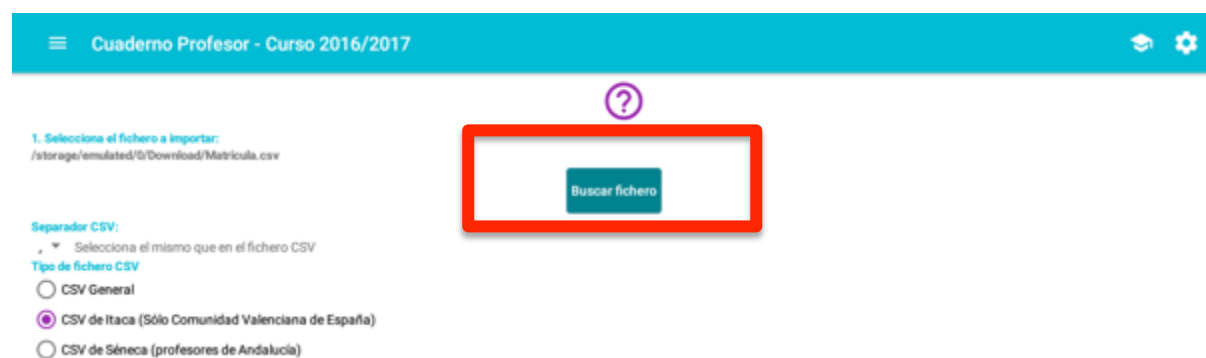 Cuaderno Profesor - Curso 2016/2017
1. Selecciona el fichero a importar:
/storage/emulated/0/Download/Matricula.csv
Buscar fichero
Separador CSV:
, Selecciona el mismo que en el fichero CSV
Tipo de fichero CSV
CSV General
CSV de Itaca (Sólo Comunidad Valenciana de España)
CSV de Séneca (profesores de Andalucía)